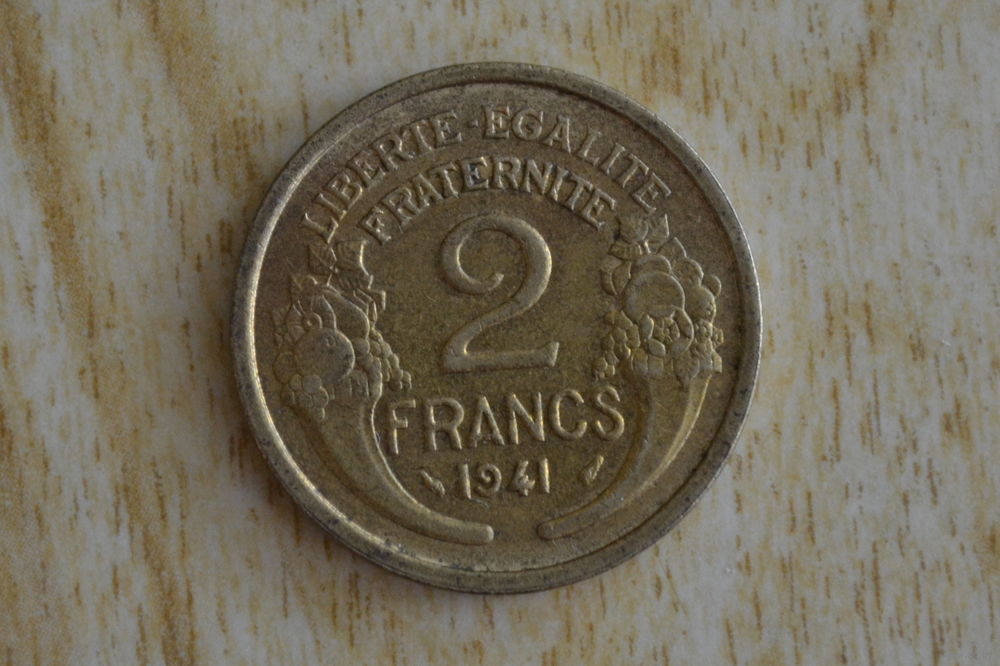 LIBERTE-EGALITE
FRATERNITE
2
FRANCS
1941